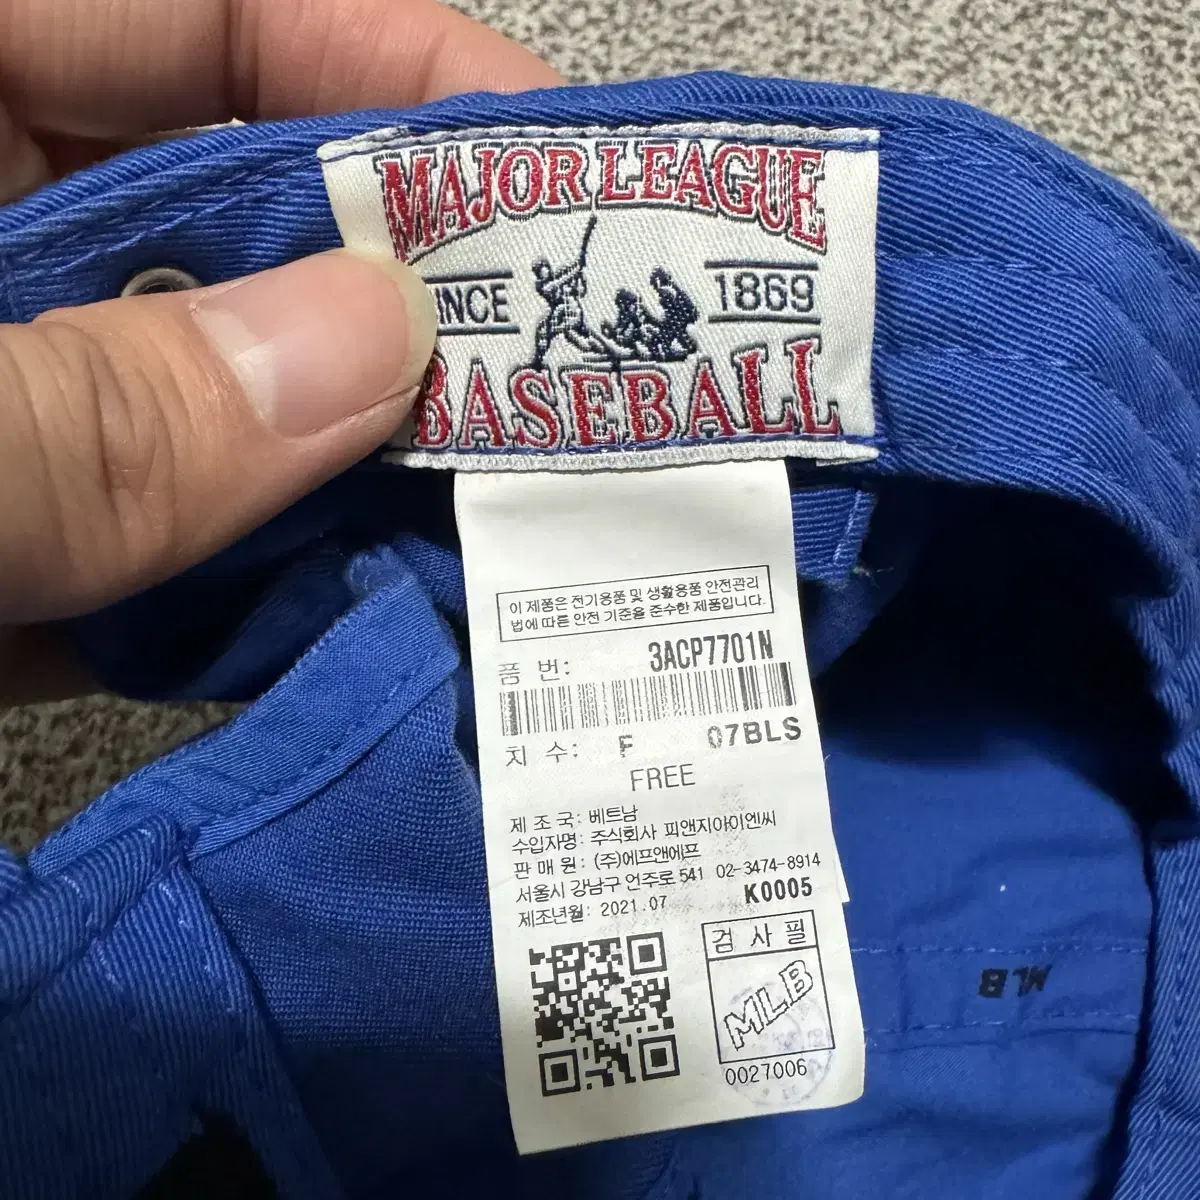 MAJOR LEAGUE
INCE 1869
BASEBALL
이 제품은 전기용품 및 생활용품 안전관리
법에 따른 안전 기준을 준수한 제품입니다.
품 번: 3ACP7701N
치 수: F 07BLS
FREE
제 조 국: 베트남
수입자명: 주식회사 피앤지아이엔씨
판 매 원: (주)에프앤에프
서울시 강남구 언주로 541 02-3474-8914
제조년월: 2021.07 K0005
검 사 필
MLB
0027006
MLB